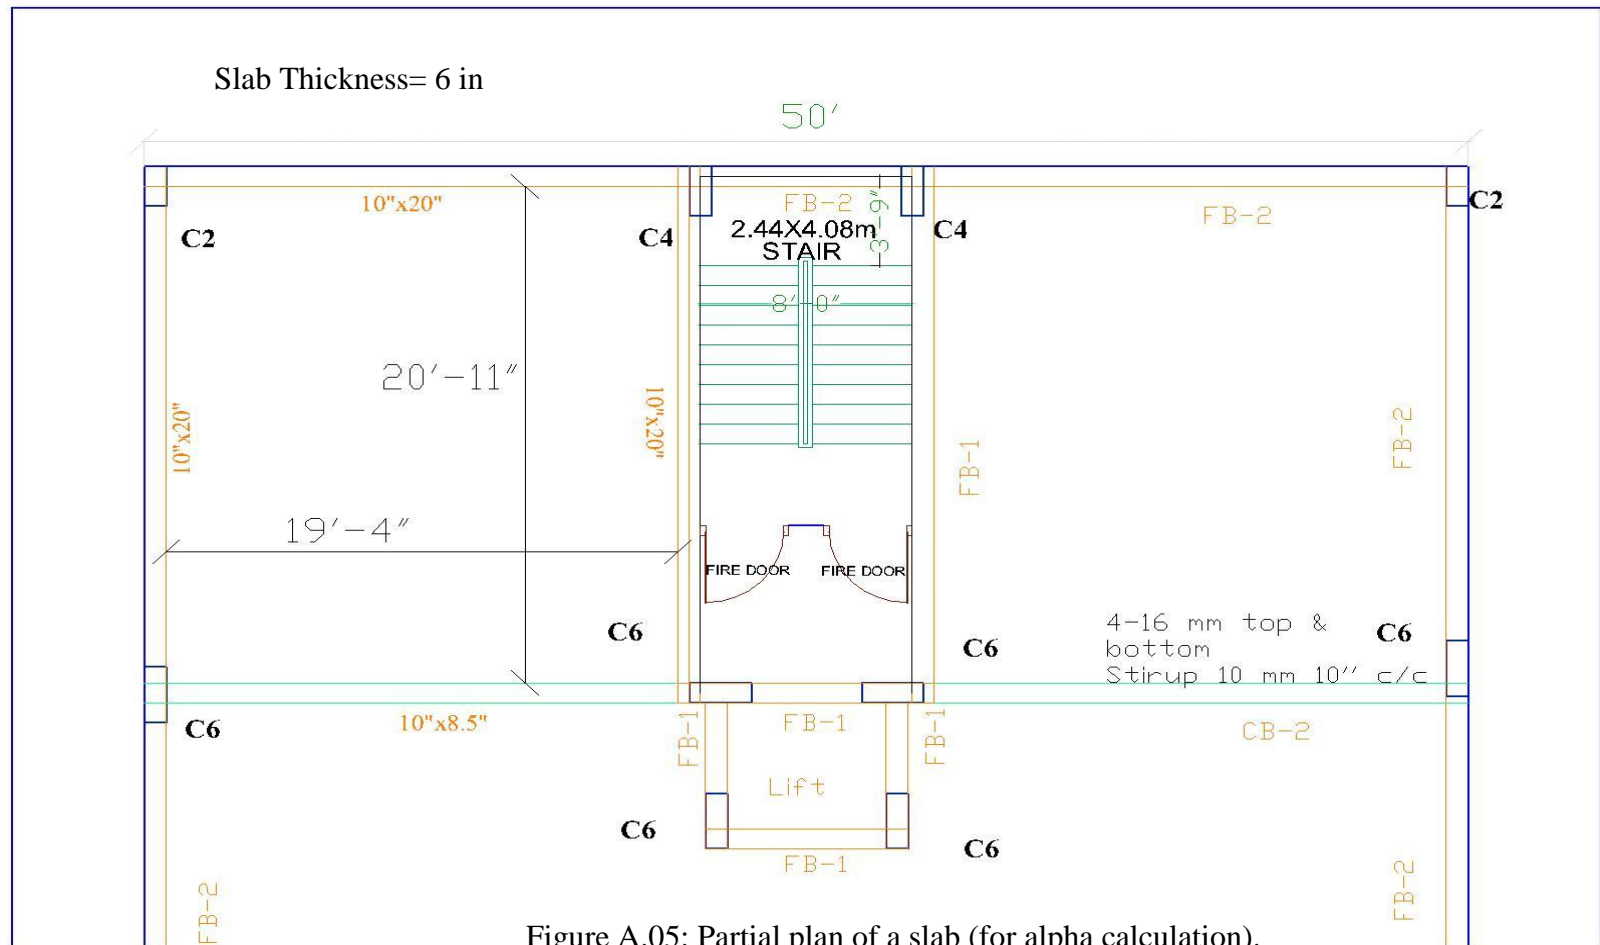 Slab Thickness= 6 in
50'
10"x20"
FB-2
3'-9"
FB-2
C2
C2
C4
2.44X4.08m
C4
STAIR
8'-0"
20'-11"
10"x20"
10"x20"
FB-1
FB-2
19'-4"
FIRE DOOR
FIRE DOOR
C6
C6
4-16 mm top &
bottom
Stirup 10 mm 10'' c/c
C6
C6
10"x8.5"
FB-1
FB-1
FB-1
CB-2
Lift
C6
C6
FB-1
FB-2
FB-2
Figure A.05: Partial plan of a slab (for alpha calculation).